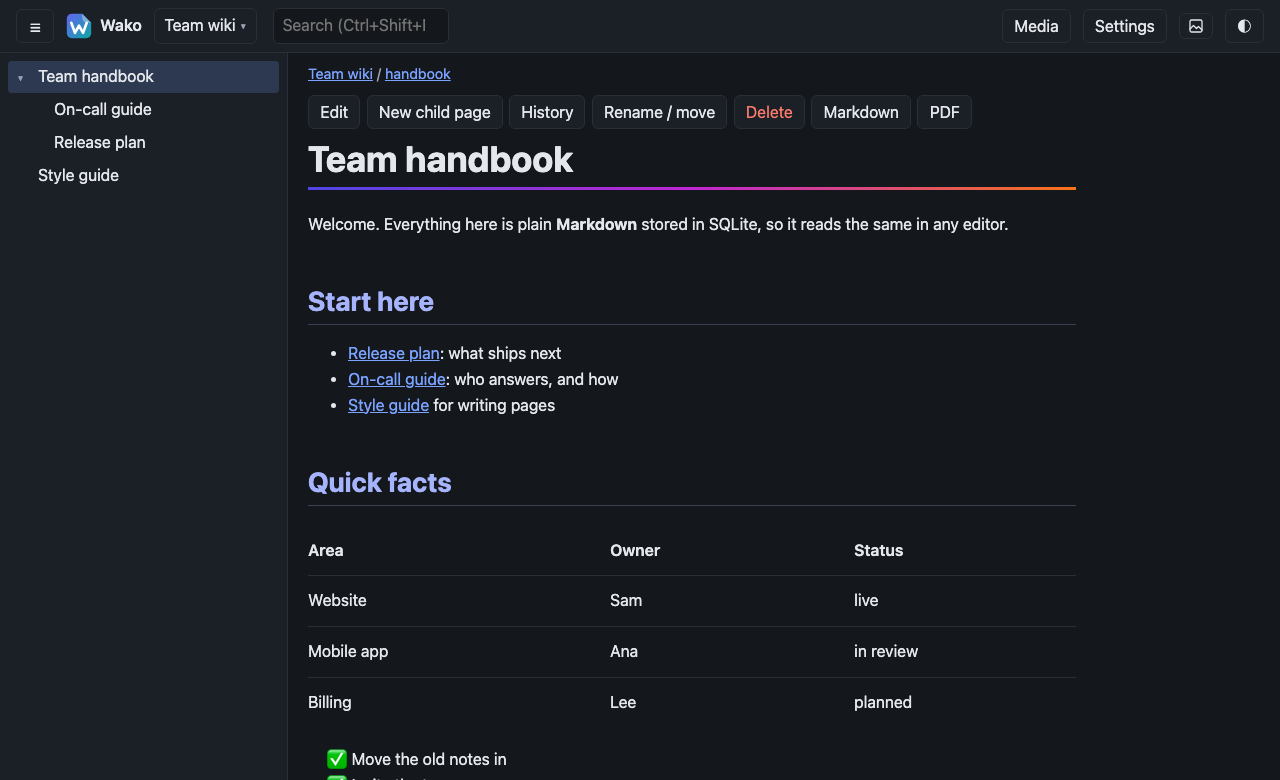 Wako
Team wiki
Search (Ctrl+Shift+
Media
Settings
Team handbook
On-call guide
Release plan
Style guide
Team wiki / handbook
Edit
New child page
History
Rename / move
Delete
Markdown
PDF
Team handbook
Welcome. Everything here is plain Markdown stored in SQLite, so it reads the same in any editor.
Start here
Release plan: what ships next
On-call guide: who answers, and how
Style guide for writing pages
Quick facts
Area Owner Status
Website Sam live
Mobile app Ana in review
Billing Lee planned
Move the old notes in